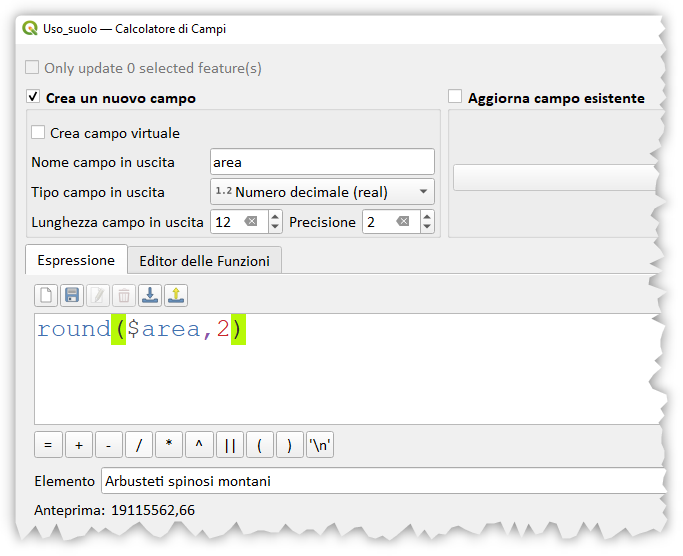 Uso_suolo — Calcolatore di Campi
Only update 0 selected feature(s)
Crea un nuovo campo
Aggiorna campo esistente
Crea campo virtuale
Nome campo in uscita area
Tipo campo in uscita 1.2 Numero decimale (real)
Lunghezza campo in uscita 12 Precisione 2
Espressione Editor delle Funzioni
round($area,2)
= + - / * ^ || ( ) '\n'
Elemento Arbusteti spinosi montani
Anteprima: 19115562,66